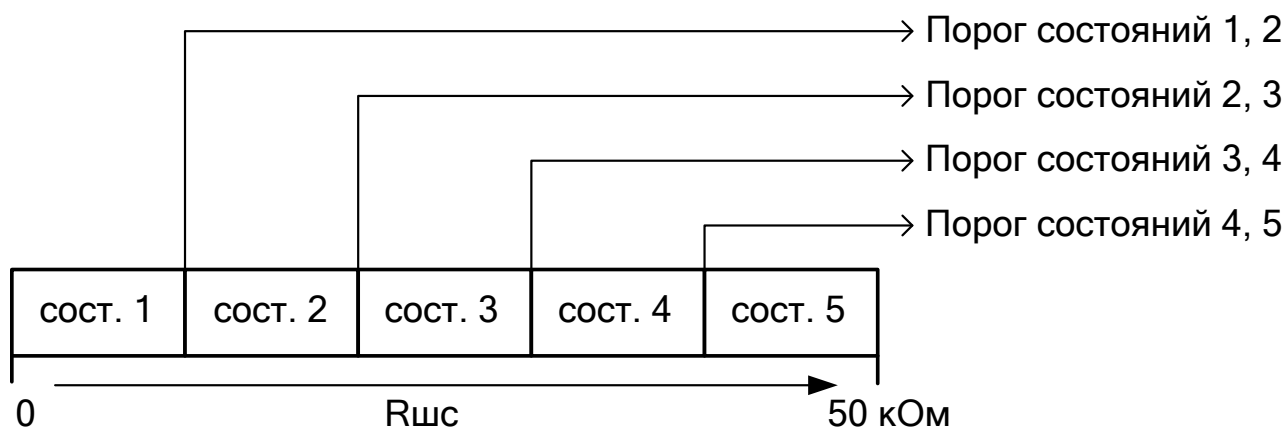 Порог состояний 1, 2
Порог состояний 2, 3
Порог состояний 3, 4
Порог состояний 4, 5
сост. 1 сост. 2 сост. 3 сост. 4 сост. 5
0 Rшс 50 кОм